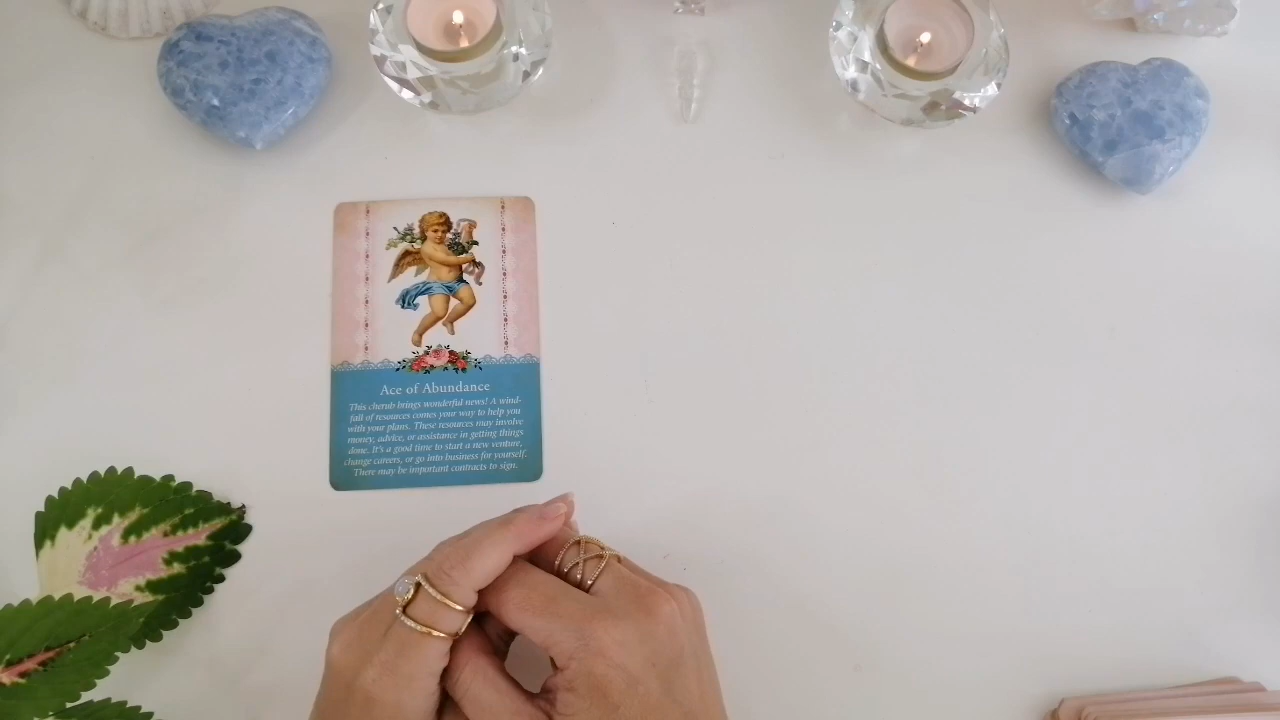 Ace of Abundance
This cherub brings wonderful news! A wind-
fall of resources comes your way to help you
with your plans. These resources may involve
money, advice, or assistance in getting things
done. It's a good time to start a new venture,
change careers, or go into business for yourself.
There may be important contracts to sign.